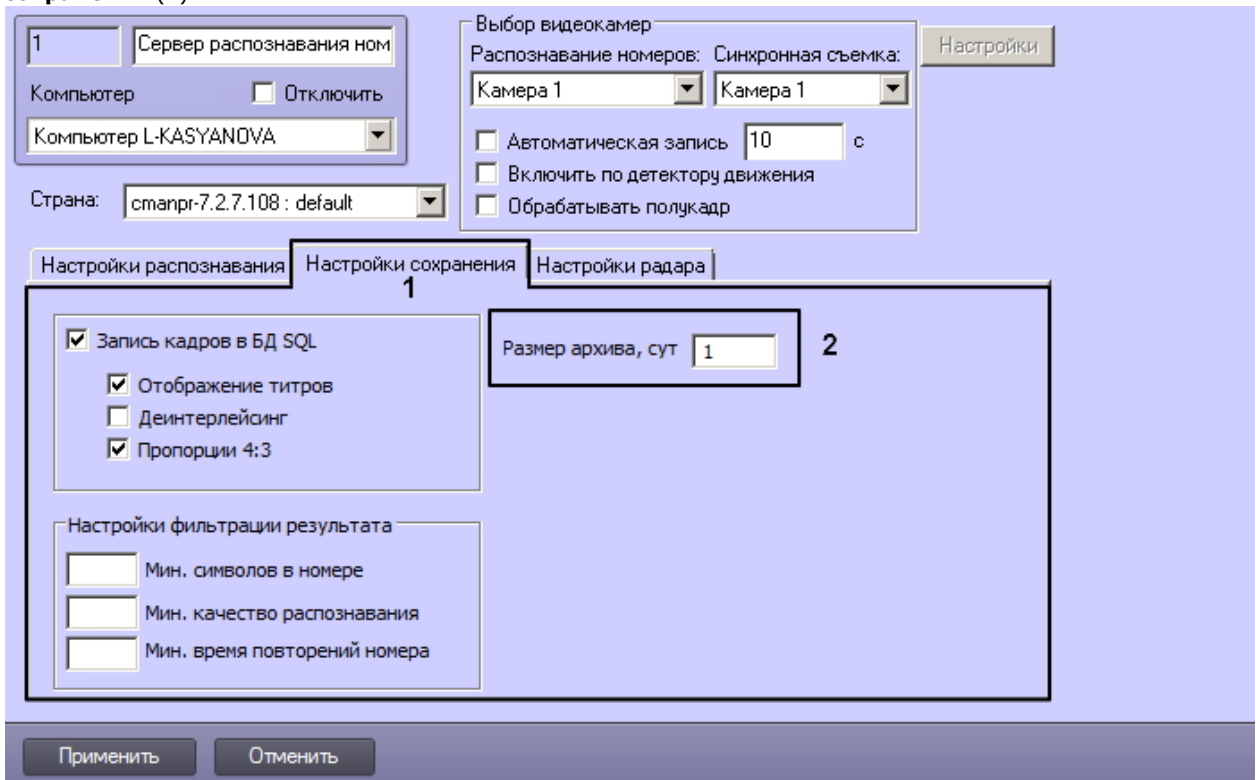 1
Сервер распознавания ном
Компьютер
Отключить
Компьютер L-KASYANOVA
Страна:
cmanpr-7.2.7.108 : default
Выбор видеокамер
Распознавание номеров: Синхронная съемка:
Камера 1
Камера 1
Автоматическая запись 10 с
Включить по детектору движения
Обрабатывать полукадр
Настройки
Настройки распознавания
Настройки сохранения
Настройки радара
1
Запись кадров в БД SQL
Отображение титров
Деинтерлейсинг
Пропорции 4:3
Размер архива, сут 1
2
Настройки фильтрации результата
Мин. символов в номере
Мин. качество распознавания
Мин. время повторений номера
Применить
Отменить